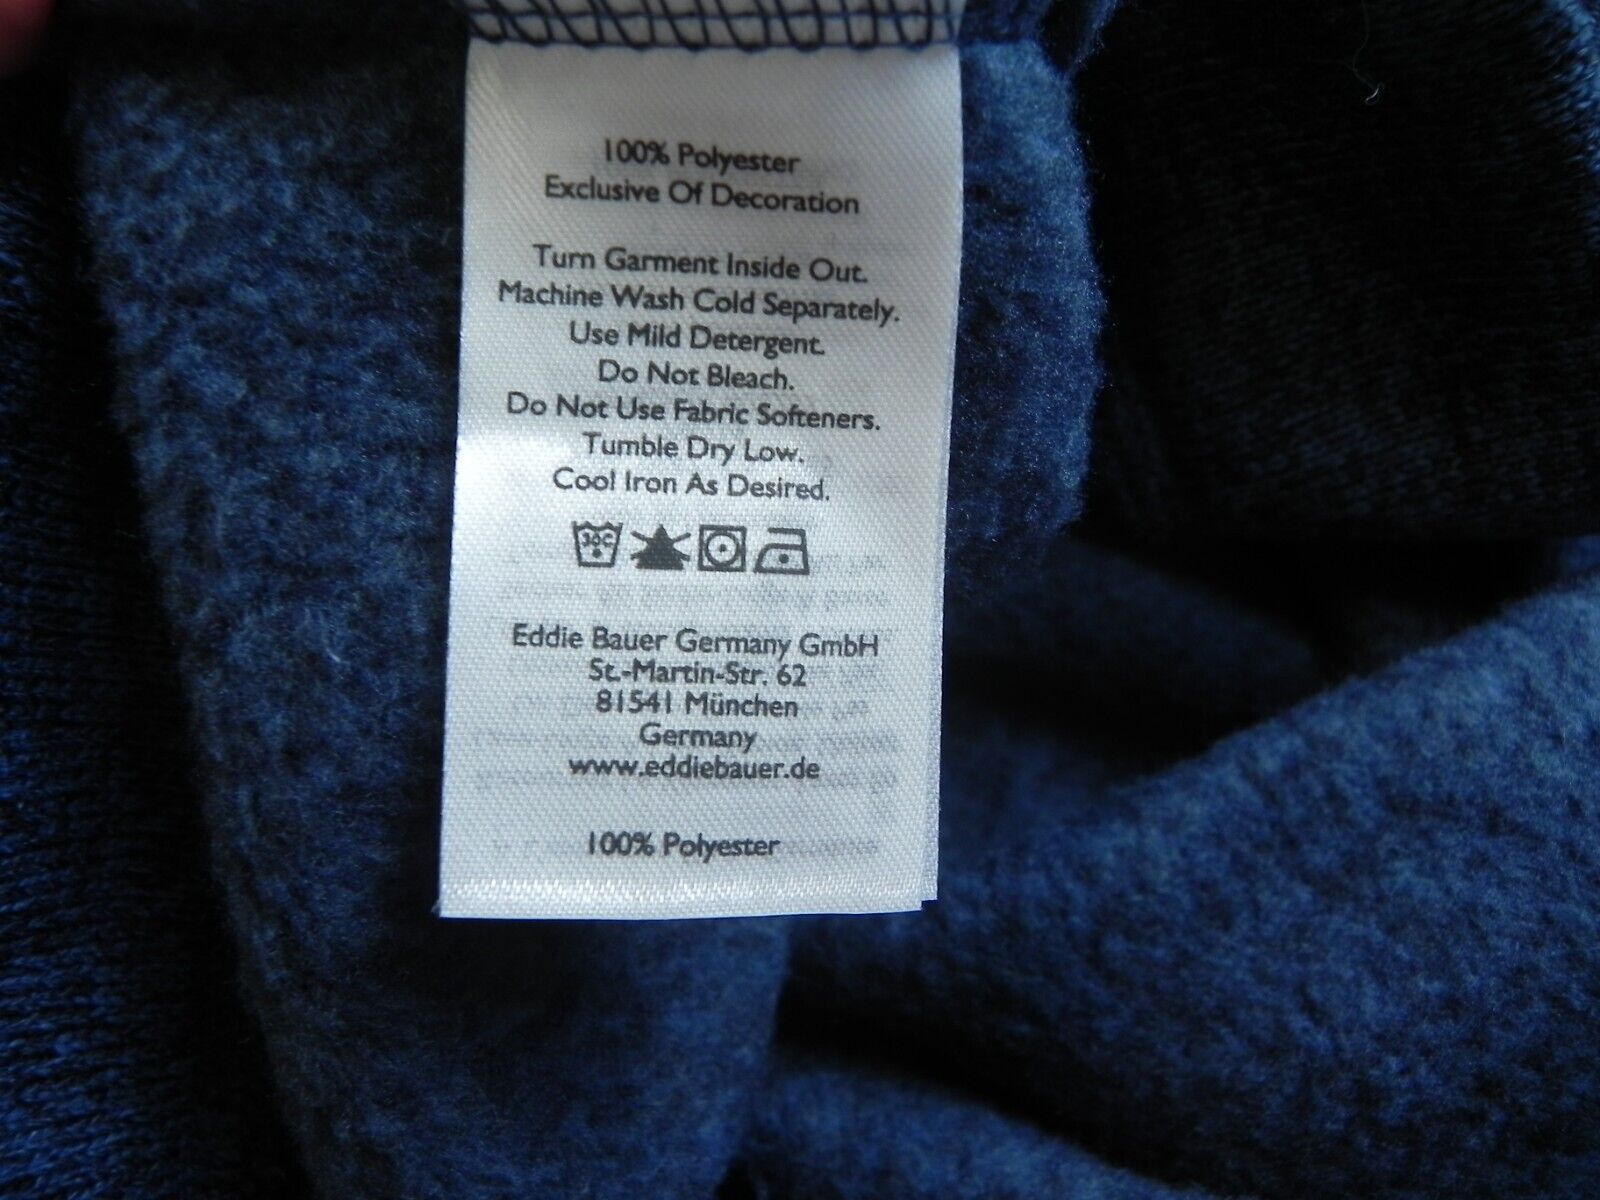 100% Polyester
Exclusive Of Decoration
Turn Garment Inside Out.
Machine Wash Cold Separately.
Use Mild Detergent.
Do Not Bleach.
Do Not Use Fabric Softeners.
Tumble Dry Low.
Cool Iron As Desired.
30C
Eddie Bauer Germany GmbH
St.-Martin-Str. 62
81541 München
Germany
www.eddiebauer.de
100% Polyester